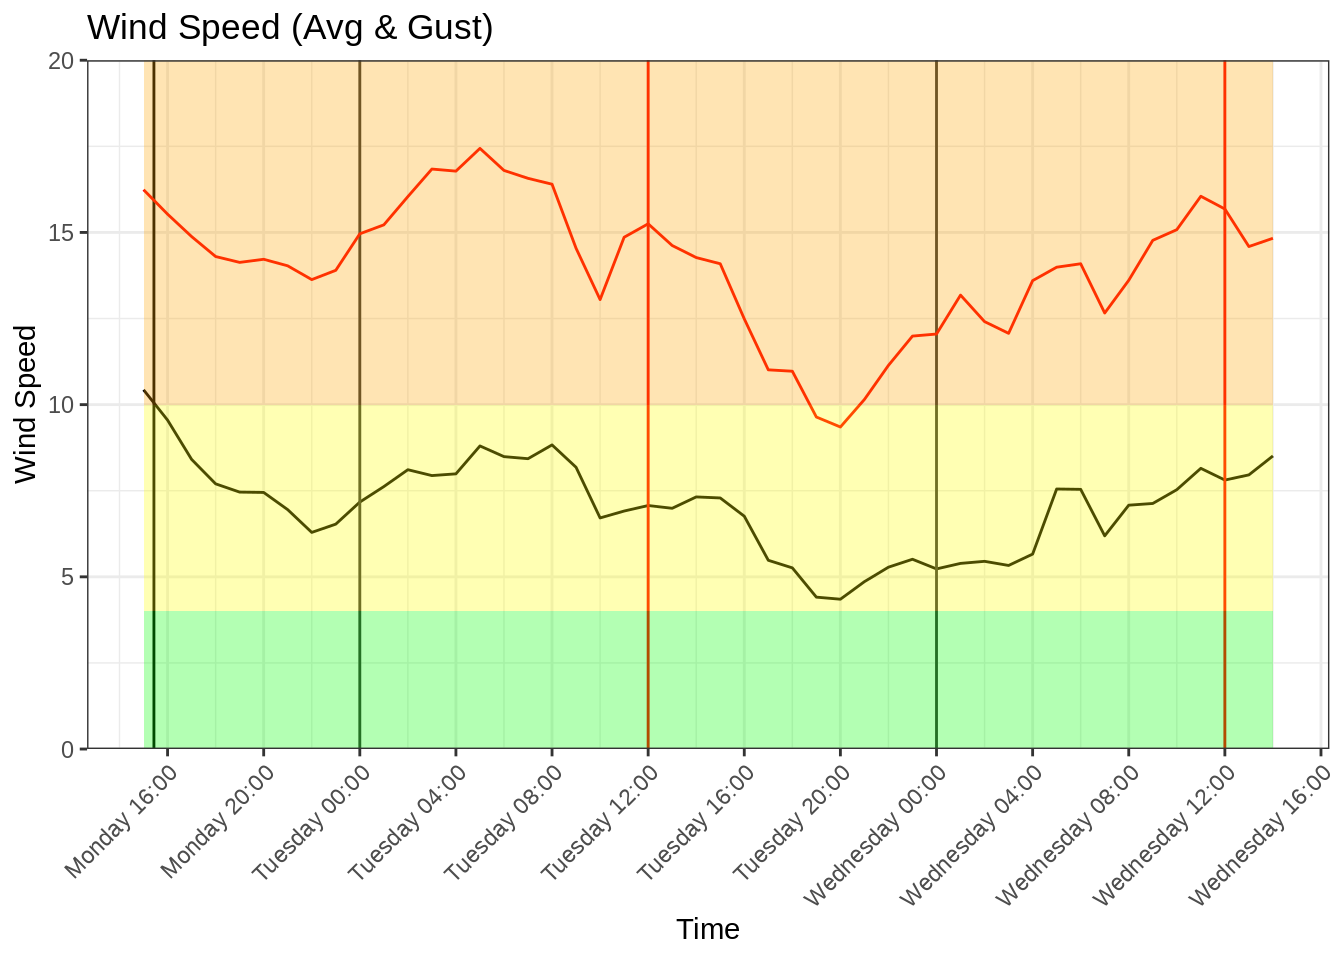 Wind Speed (Avg & Gust)
20
15
10
5
0
Wind Speed
Monday 16:00
Monday 20:00
Tuesday 00:00
Tuesday 04:00
Tuesday 08:00
Tuesday 12:00
Tuesday 16:00
Tuesday 20:00
Wednesday 00:00
Wednesday 04:00
Wednesday 08:00
Wednesday 12:00
Wednesday 16:00
Time